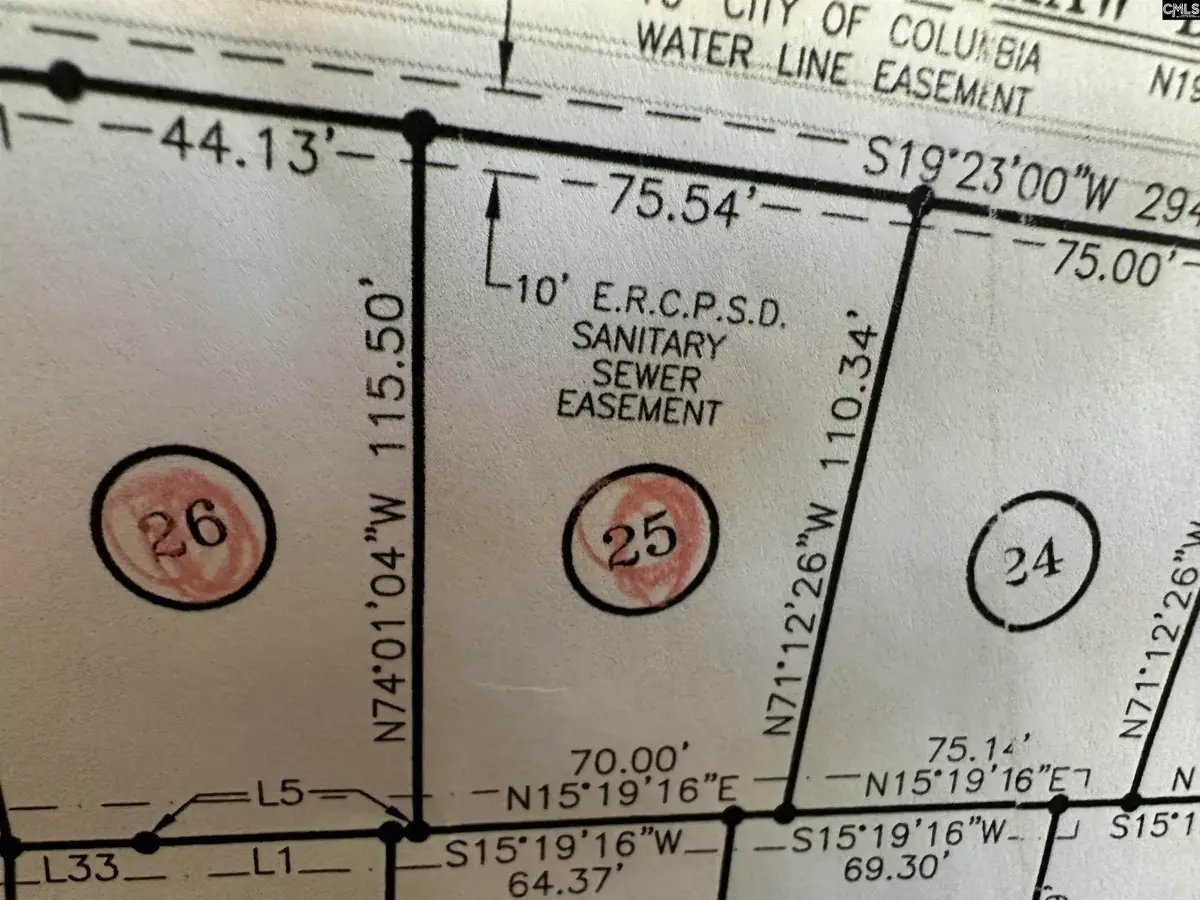 CMLS
CITY OF COLUMBIA
WATER LINE EASEMENT
44.13'
75.54'
S19°23'00"W
75.00'
10' E.R.C.P.S.D.
SANITARY
SEWER
EASEMENT
N74°01'04"W 115.50'
N71°12'26"W 110.34'
N71°12'26"W
26
25
24
70.00'
N15°19'16"E
75.14'
N15°19'16"E
N
L5
L33
L1
S15°19'16"W
64.37'
S15°19'16"W
69.30'
S15°1